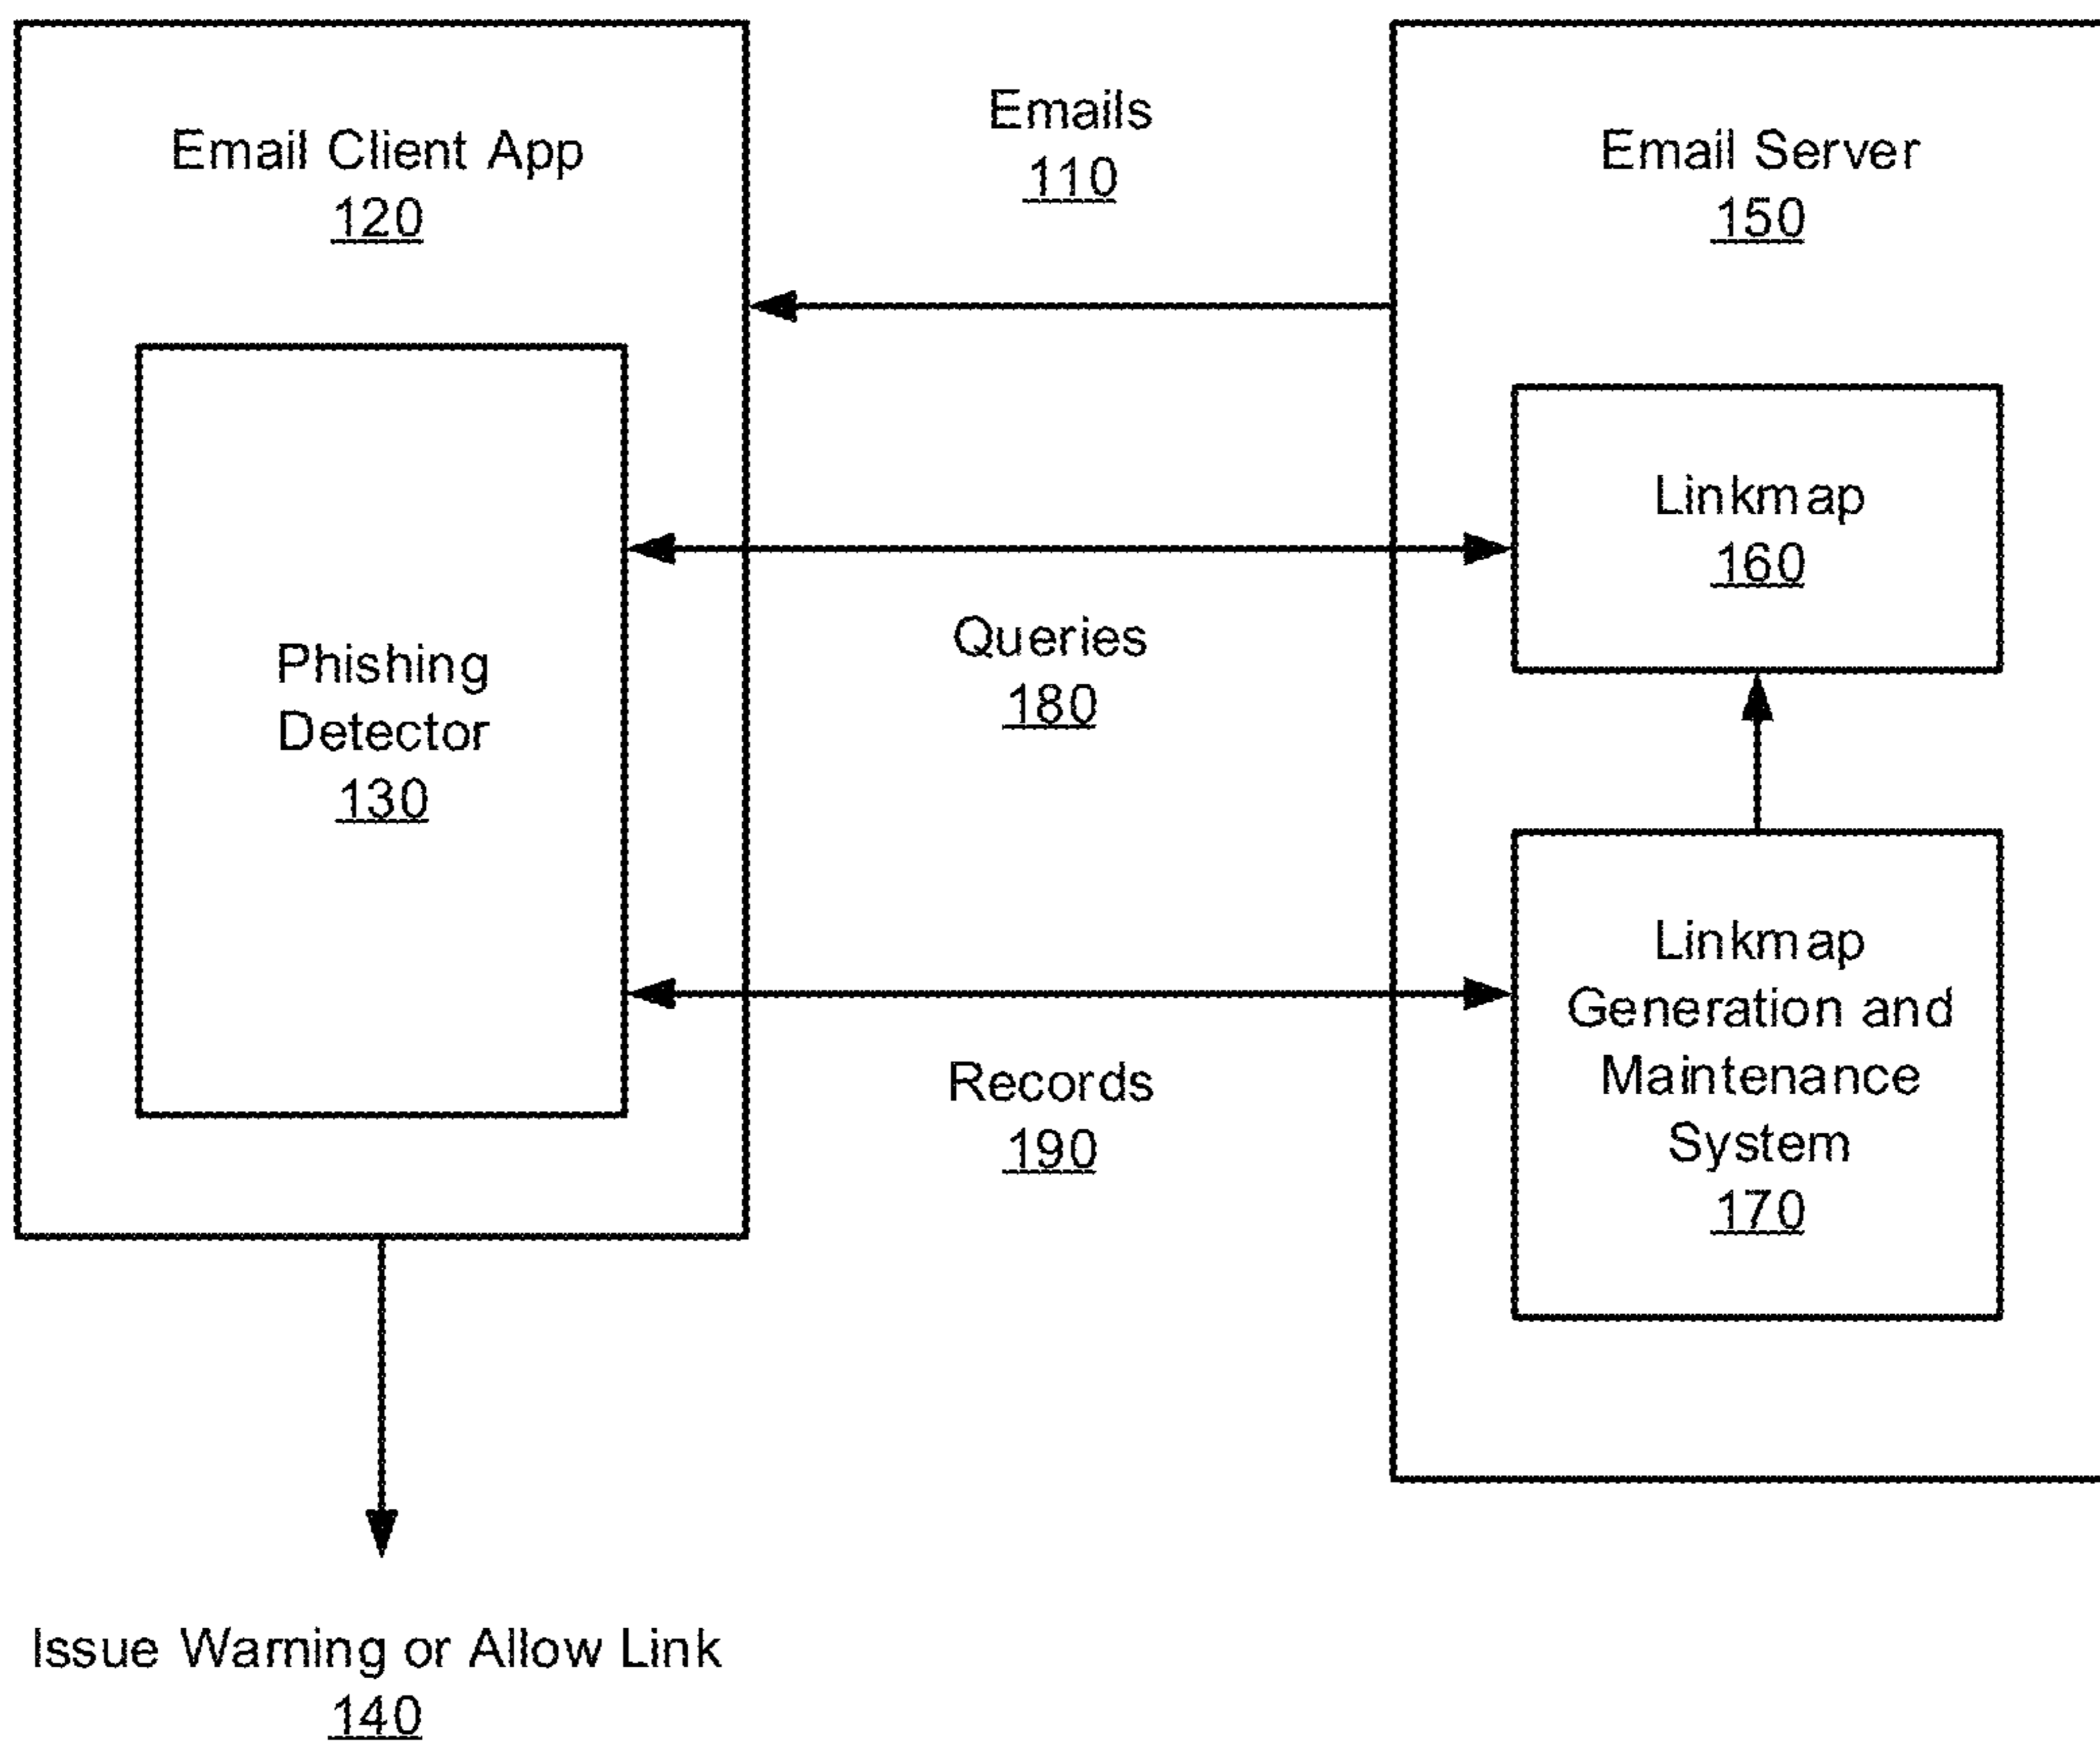 Email Client App
120
Emails
110
Email Server
150
Linkmap
160
Queries
180
Phishing
Detector
130
Linkmap
Generation and
Maintenance
System
170
Records
190
Issue Warning or Allow Link
140